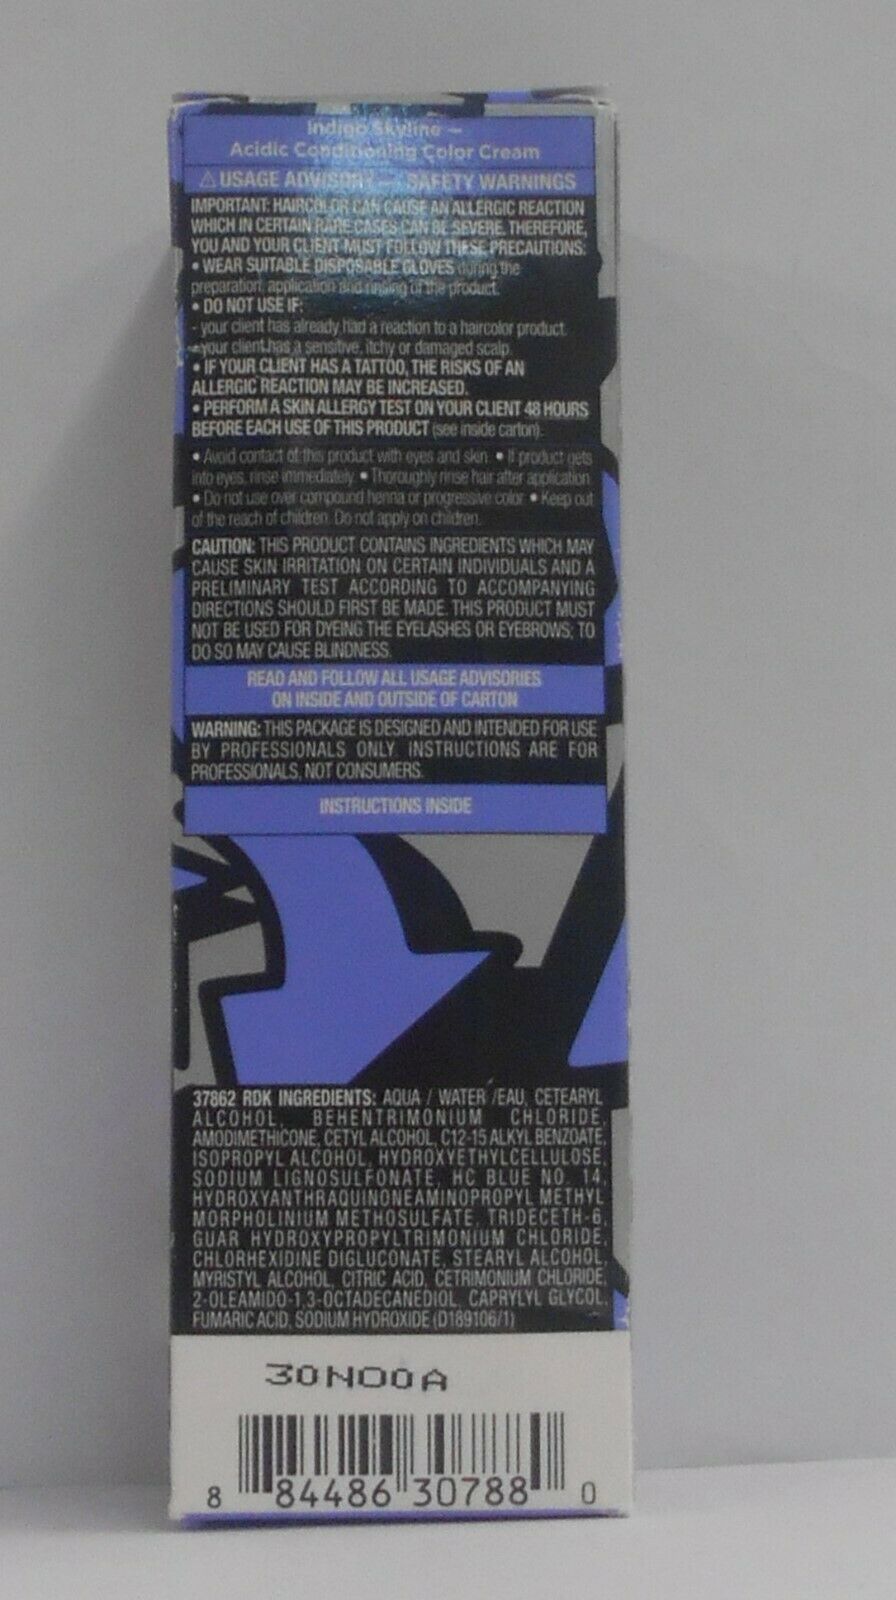 Indigo Skyline –
Acidic Conditioning Color Cream
⚠ USAGE ADVISORY – SAFETY WARNINGS
IMPORTANT: HAIRCOLOR CAN CAUSE AN ALLERGIC REACTION
WHICH IN CERTAIN RARE CASES CAN BE SEVERE. THEREFORE,
YOU AND YOUR CLIENT MUST FOLLOW THESE PRECAUTIONS:
• WEAR SUITABLE DISPOSABLE GLOVES during the
preparation, application and rinsing of the product.
• DO NOT USE IF:
- your client has already had a reaction to a haircolor product.
- your client has a sensitive, itchy or damaged scalp.
• IF YOUR CLIENT HAS A TATTOO, THE RISKS OF AN
ALLERGIC REACTION MAY BE INCREASED.
• PERFORM A SKIN ALLERGY TEST ON YOUR CLIENT 48 HOURS
BEFORE EACH USE OF THIS PRODUCT (see inside carton).
• Avoid contact of this product with eyes and skin. • If product gets
into eyes, rinse immediately. • Thoroughly rinse hair after application.
• Do not use over compound henna or progressive color. • Keep out
of the reach of children. Do not apply on children.
CAUTION: THIS PRODUCT CONTAINS INGREDIENTS WHICH MAY
CAUSE SKIN IRRITATION ON CERTAIN INDIVIDUALS AND A
PRELIMINARY TEST ACCORDING TO ACCOMPANYING
DIRECTIONS SHOULD FIRST BE MADE. THIS PRODUCT MUST
NOT BE USED FOR DYEING THE EYELASHES OR EYEBROWS; TO
DO SO MAY CAUSE BLINDNESS.
READ AND FOLLOW ALL USAGE ADVISORIES
ON INSIDE AND OUTSIDE OF CARTON
WARNING: THIS PACKAGE IS DESIGNED AND INTENDED FOR USE
BY PROFESSIONALS ONLY. INSTRUCTIONS ARE FOR
PROFESSIONALS, NOT CONSUMERS.
INSTRUCTIONS INSIDE
37862 RDK INGREDIENTS: AQUA / WATER /EAU, CETEARYL
ALCOHOL, BEHENTRIMONIUM CHLORIDE,
AMODIMETHICONE, CETYL ALCOHOL, C12-15 ALKYL BENZOATE,
ISOPROPYL ALCOHOL, HYDROXYETHYLCELLULOSE,
SODIUM LIGNOSULFONATE, HC BLUE NO. 14,
HYDROXYANTHRAQUINONEAMINOPROPYL METHYL
MORPHOLINIUM METHOSULFATE, TRIDECETH-6,
GUAR HYDROXYPROPYLTRIMONIUM CHLORIDE,
CHLORHEXIDINE DIGLUCONATE, STEARYL ALCOHOL,
MYRISTYL ALCOHOL, CITRIC ACID, CETRIMONIUM CHLORIDE,
2-OLEAMIDO-1,3-OCTADECANEDIOL, CAPRYLYL GLYCOL,
FUMARIC ACID, SODIUM HYDROXIDE (D189106/1)
30N00A
8 84486 30788 0